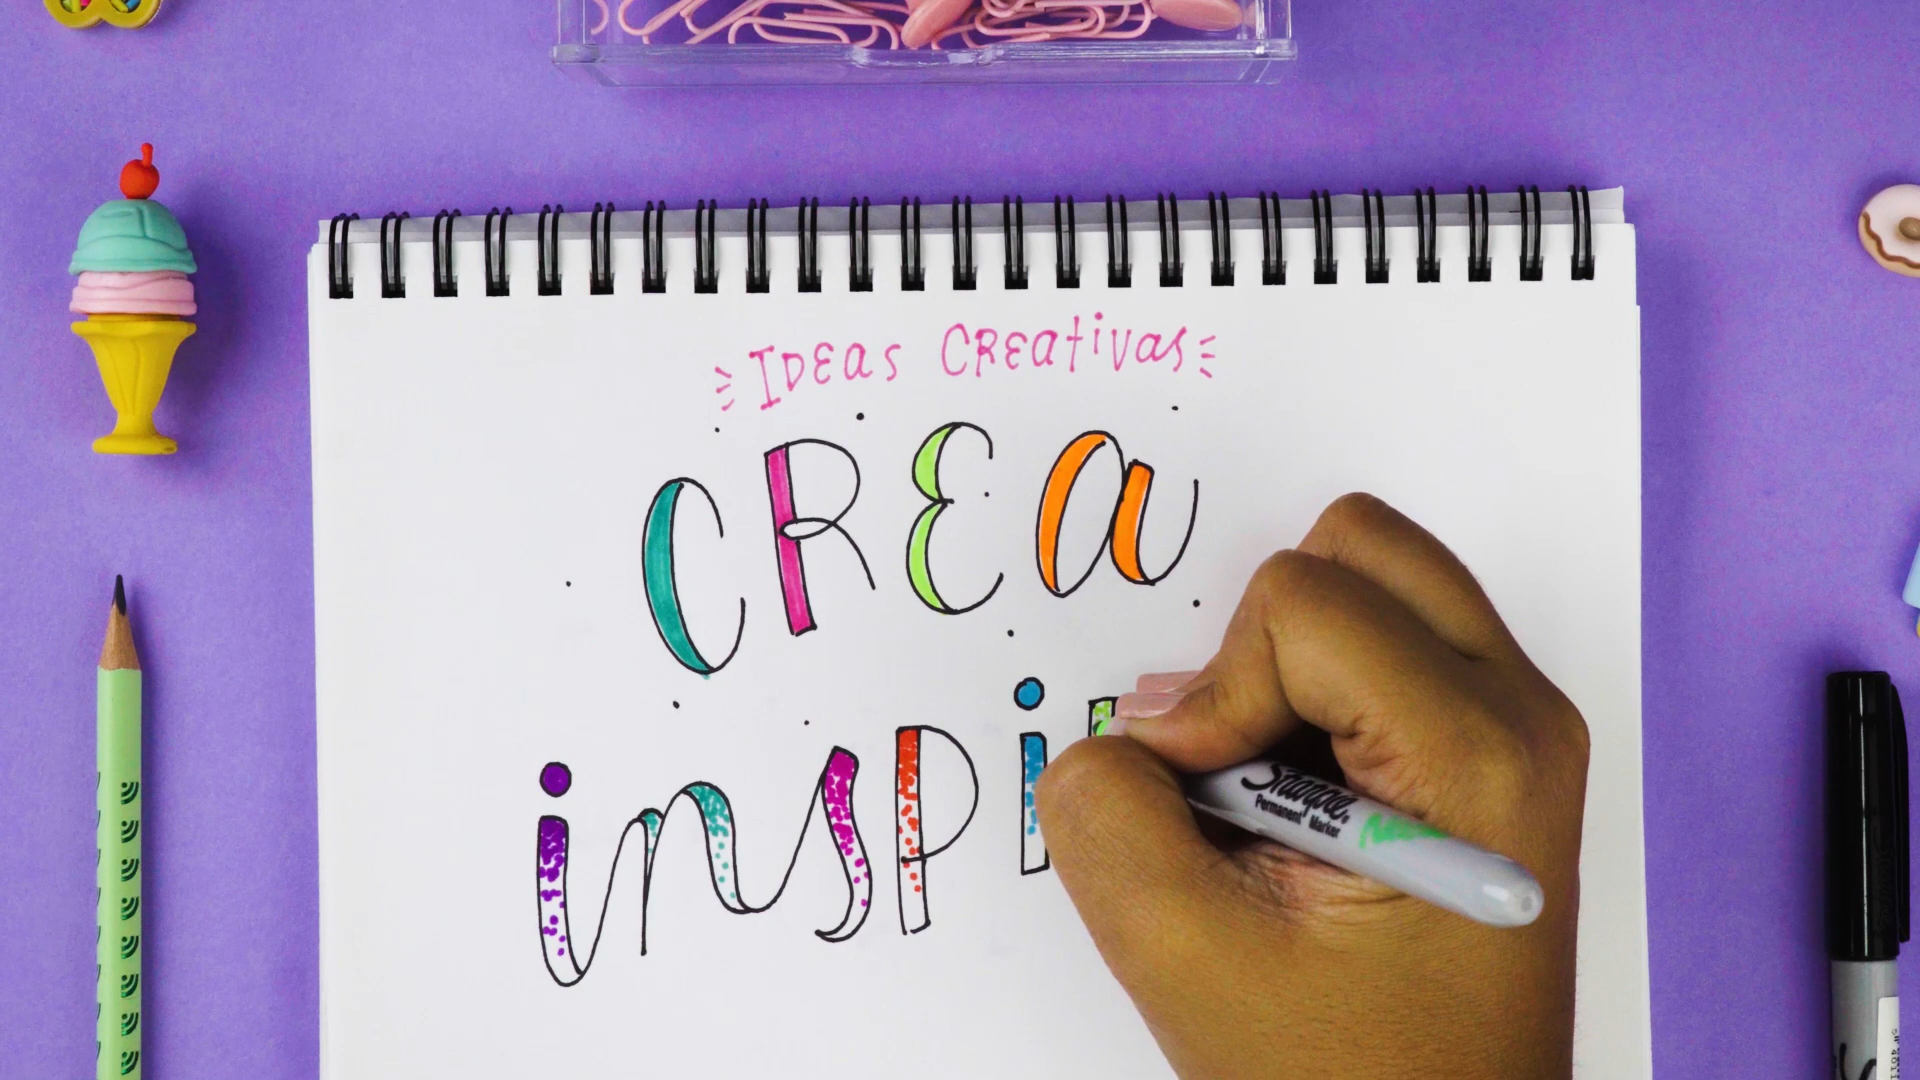 IDEAS CREATIVAS
CREA
inspi
Sharpie
Permanent Marker